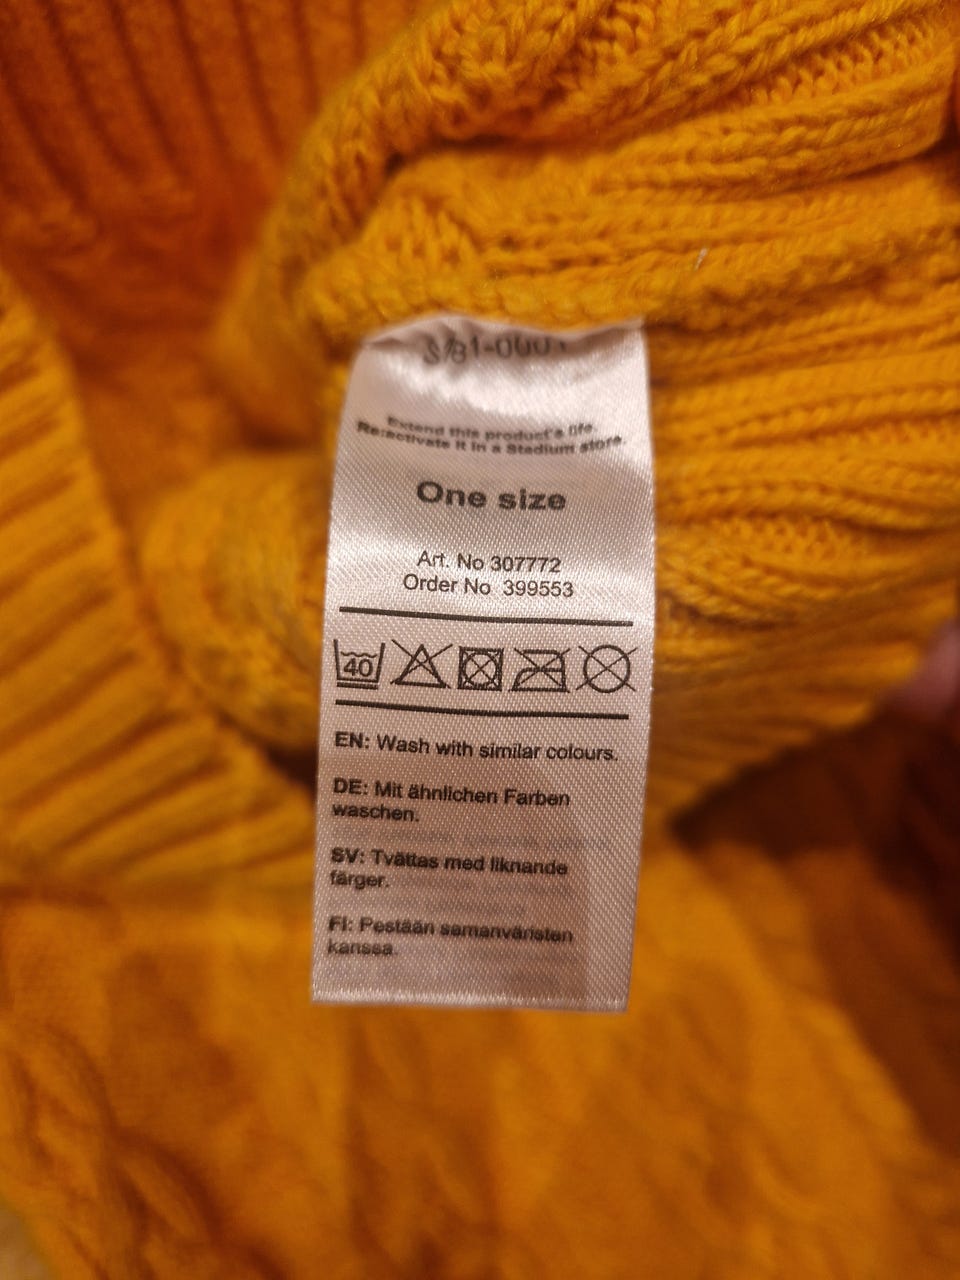 Extend this product's life.
Re:activate it in a Stadium store.
One size
Art. No 307772
Order No 399553
40
EN: Wash with similar colours.
DE: Mit ähnlichen Farben
waschen.
SV: Tvättas med liknande
färger.
FI: Pestään samanväristen
kanssa.